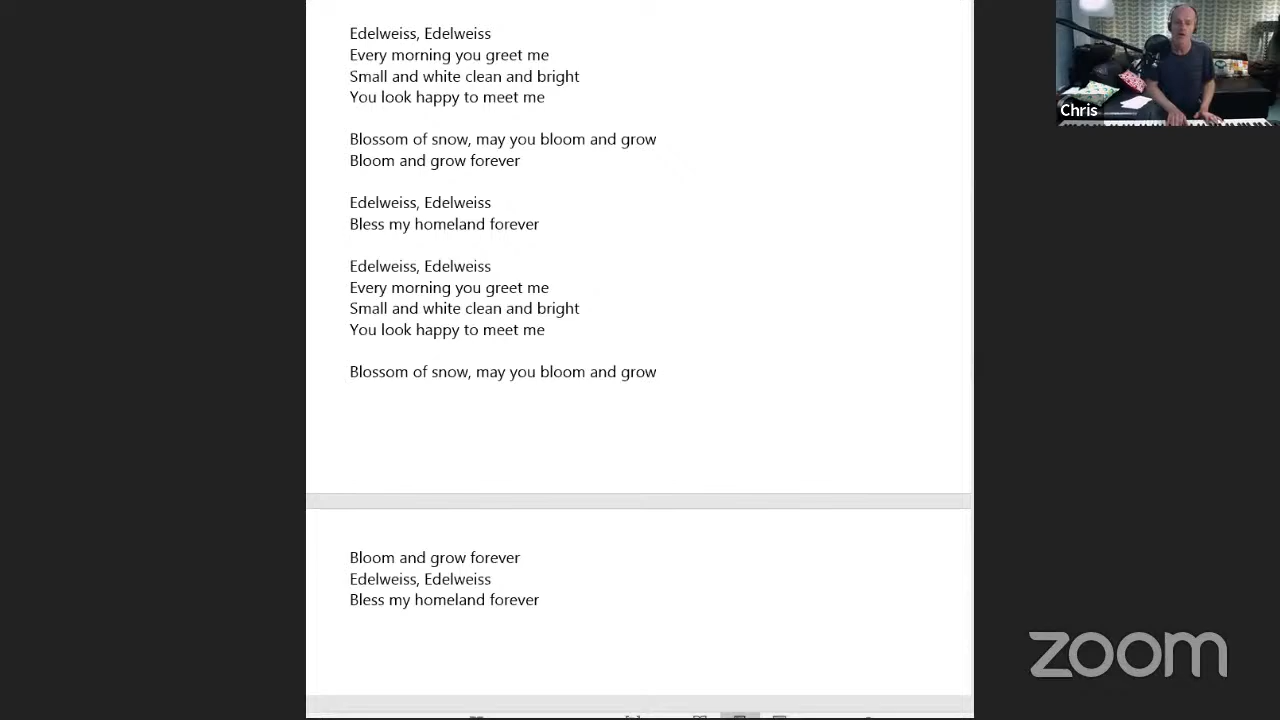 Edelweiss, Edelweiss
Every morning you greet me
Small and white clean and bright
You look happy to meet me
Blossom of snow, may you bloom and grow
Bloom and grow forever
Edelweiss, Edelweiss
Bless my homeland forever
Edelweiss, Edelweiss
Every morning you greet me
Small and white clean and bright
You look happy to meet me
Blossom of snow, may you bloom and grow
Bloom and grow forever
Edelweiss, Edelweiss
Bless my homeland forever
Chris
zoom